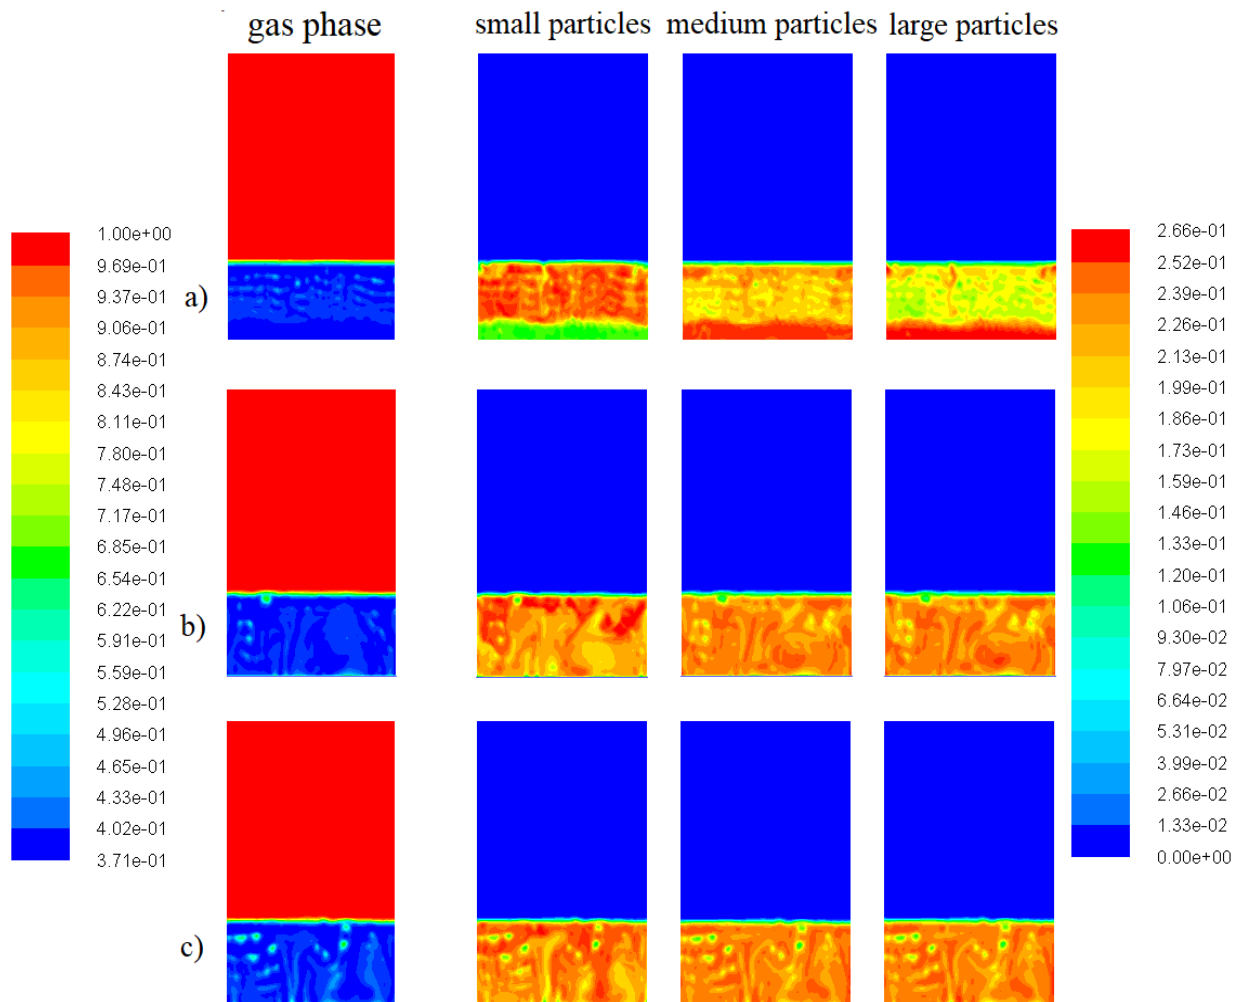 gas phase small particles medium particles large particles
1.00e+00
9.69e-01
9.37e-01
9.06e-01
8.74e-01
8.43e-01
8.11e-01
7.80e-01
7.48e-01
7.17e-01
6.85e-01
6.54e-01
6.22e-01
5.91e-01
5.59e-01
5.28e-01
4.96e-01
4.65e-01
4.33e-01
4.02e-01
3.71e-01
a)
b)
c)
2.66e-01
2.52e-01
2.39e-01
2.26e-01
2.13e-01
1.99e-01
1.86e-01
1.73e-01
1.59e-01
1.46e-01
1.33e-01
1.20e-01
1.06e-01
9.30e-02
7.97e-02
6.64e-02
5.31e-02
3.99e-02
2.66e-02
1.33e-02
0.00e+00